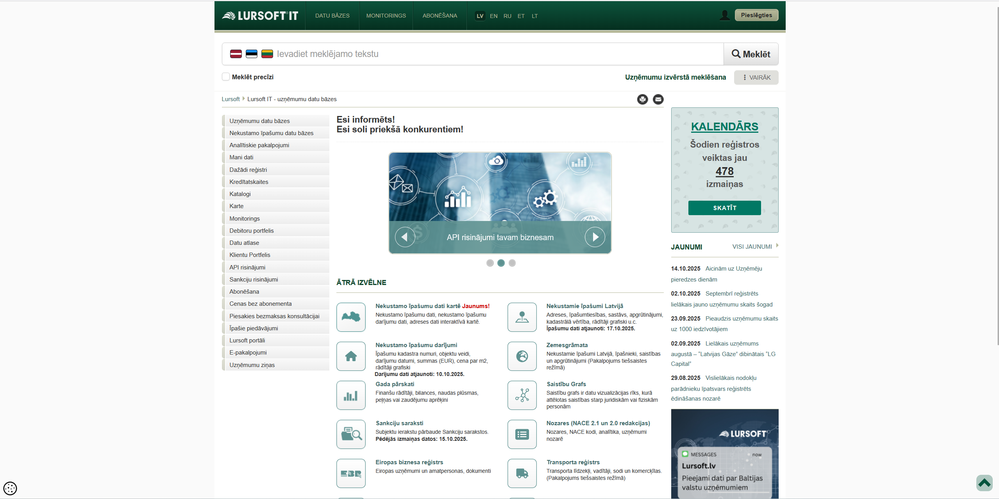 LURSOFT®IT
DATU BĀZES
MONITORINGS
ABONĒŠANA
LV EN RU ET LT
Pieslēgties
Ievadiet meklējamo tekstu
Meklēt
Meklēt precīzi
Uzņēmumu izvērstā meklēšana
VAIRĀK
Lursoft Lursoft IT - uzņēmumu datu bāzes
Uzņēmumu datu bāzes
Nekustamo īpašumu datu bāzes
Analītiskie pakalpojumi
Mani dati
Dažādi reģistri
Kredītatskaites
Katalogi
Karte
Monitorings
Debitoru portfelis
Datu atlase
Klientu Portfelis
API risinājumi
Sankciju risinājumi
Abonēšana
Cenas bez abonementa
Piesakies bezmaksas konsultācijai
Īpašie piedāvājumi
Lursoft portāli
E-pakalpojumi
Uzņēmumu ziņas
Esi informēts!
Esi soli priekšā konkurentiem!
API risinājumi tavam biznesam
ĀTRĀ IZVĒLNE
Nekustamo īpašumu dati kartē Jaunums!
Nekustamo īpašumu dati, nekustamo īpašumu
darījumu dati, adreses dati interaktīvā kartē.
Nekustamie īpašumi Latvijā
Adreses, īpašumtiesības, sastāvs, apgrūtinājumi,
kadastrālā vērtība, rādītāji grafiski u.c.
Īpašumu dati atjaunoti: 17.10.2025.
Nekustamo īpašumu darījumi
Īpašumu kadastra numuri, objektu veidi,
darījumu datumi, summas (EUR), cena par m2,
rādītāji grafiski
Darījumu dati atjaunoti: 10.10.2025.
Zemesgrāmata
Nekustamie īpašumi Latvijā, īpašnieki, saistības
un apgrūtinājumi (Pakalpojums tiešsaistes
režīmā)
Gada pārskati
Finanšu rādītāji, bilances, naudas plūsmas,
peļņas vai zaudējumu aprēķini
Saistību Grafs
Saistību grafs ir datu vizualizācijas rīks, kurā
attēlotas saistības starp juridiskām vai fiziskām
personām
Sankciju saraksti
Subjektu ierakstu pārbaude Sankciju sarakstos.
Pēdējās izmaiņas datos: 15.10.2025.
Nozares (NACE 2.1 un 2.0 redakcijas)
Nozares, NACE kodi, analītika, uzņēmumi
nozarē
EBR
Eiropas biznesa reģistrs
Eiropas uzņēmumi un amatpersonas, dokumenti
Transporta reģistrs
Transporta līdzekļi, vadītāji, sodi un komercķīlas.
(Pakalpojums tiešsaistes režīmā)
KALENDĀRS
Šodien reģistros
veiktas jau
478
izmaiņas
SKATĪT
JAUNUMI
VISI JAUNUMI
14.10.2025 Aicinām uz Uzņēmēju
pieredzes dienām
02.10.2025 Septembrī reģistrēts
lielākais jauno uzņēmumu skaits šogad
23.09.2025 Pieaudzis uzņēmumu skaits
uz 1000 iedzīvotājiem
02.09.2025 Lielākais uzņēmums
augustā – “Latvijas Gāze” dibinātais “LG
Capital”
29.08.2025 Vislielākais nodokļu
parādnieku īpatsvars reģistrēts
ēdināšanas nozarē
LURSOFT
MESSAGES now
Lursoft.lv
Pieejami dati par Baltijas
valstu uzņēmumiem